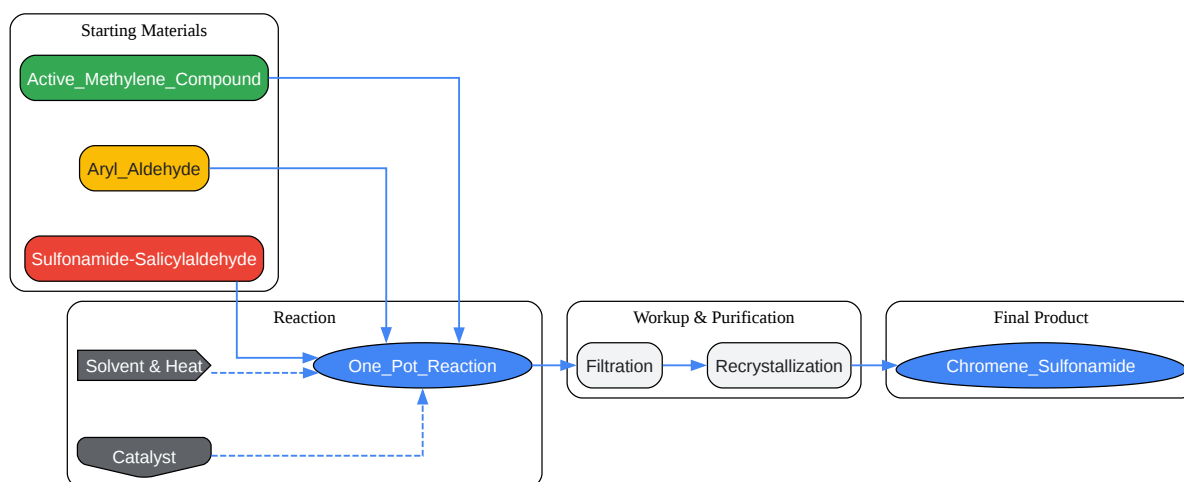 Starting Materials
Active_Methylene_Compound
Aryl_Aldehyde
Sulfonamide-Salicylaldehyde
Reaction
Solvent & Heat
One_Pot_Reaction
Catalyst
Workup & Purification
Filtration
Recrystallization
Final Product
Chromene_Sulfonamide